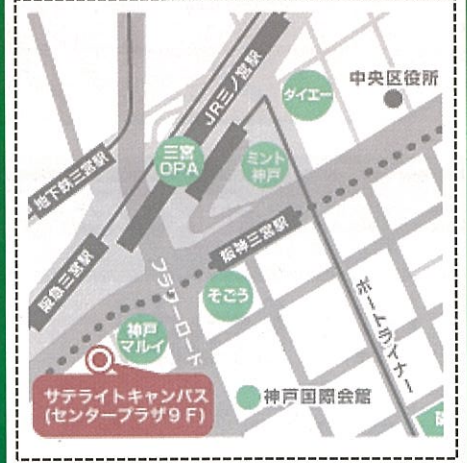 中央区役所
ダイエー
JR三ノ宮駅
三宮
OPA
ミント
神戸
地下鉄三宮駅
阪急三宮駅
阪神三宮駅
フラワーロード
そごう
神戸
マルイ
ポートライナー
サテライトキャンパス
(センタープラザ9F)
神戸国際会館